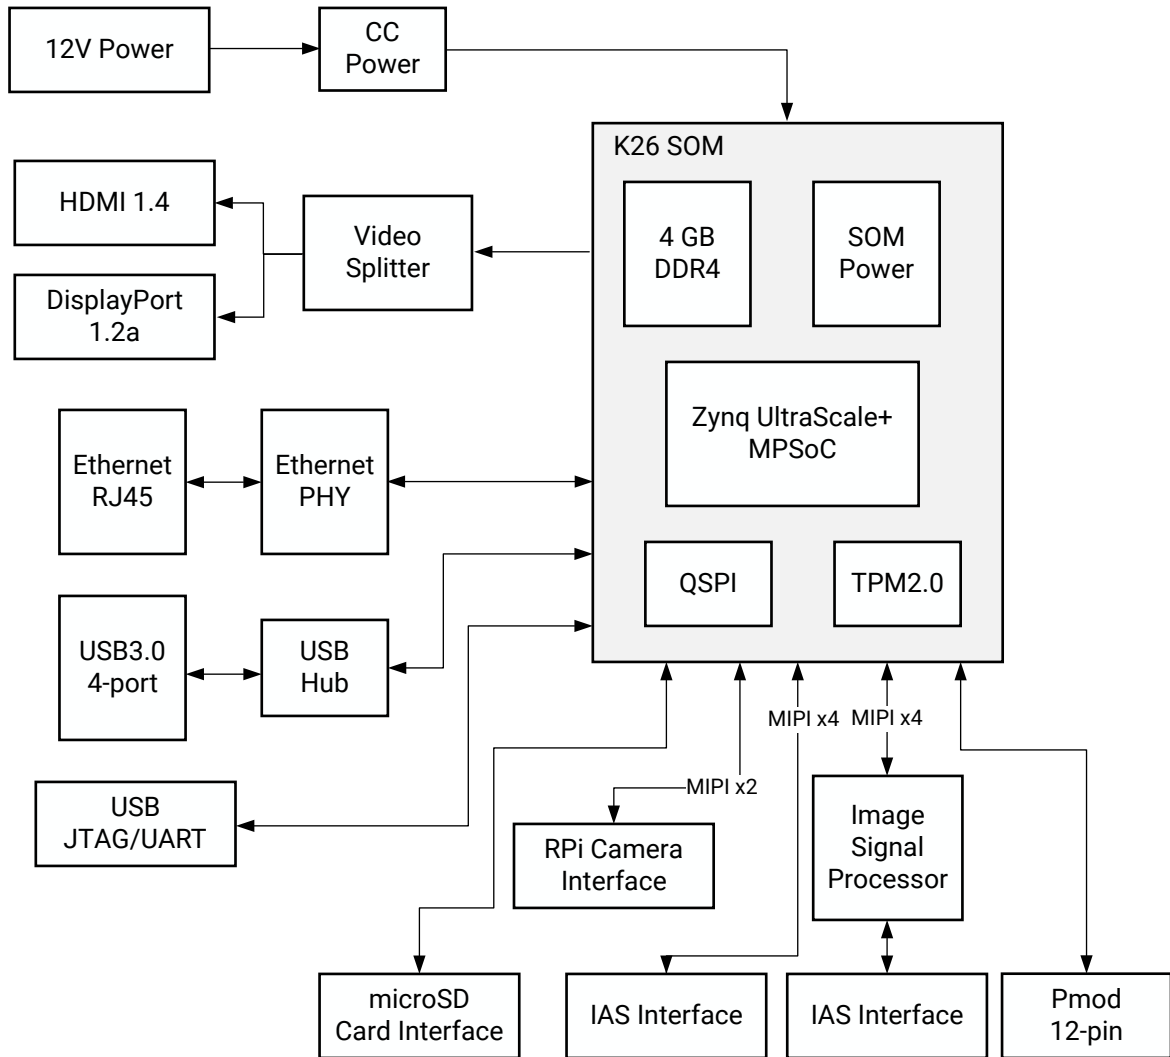 12V Power
CC
Power
K26 SOM
HDMI 1.4
Video
Splitter
4 GB
DDR4
SOM
Power
DisplayPort
1.2a
Zynq UltraScale+
MPSoC
Ethernet
RJ45
Ethernet
PHY
QSPI
TPM2.0
USB3.0
4-port
USB
Hub
MIPI x4
MIPI x4
MIPI x2
USB
JTAG/UART
RPi Camera
Interface
Image
Signal
Processor
microSD
Card Interface
IAS Interface
IAS Interface
Pmod
12-pin